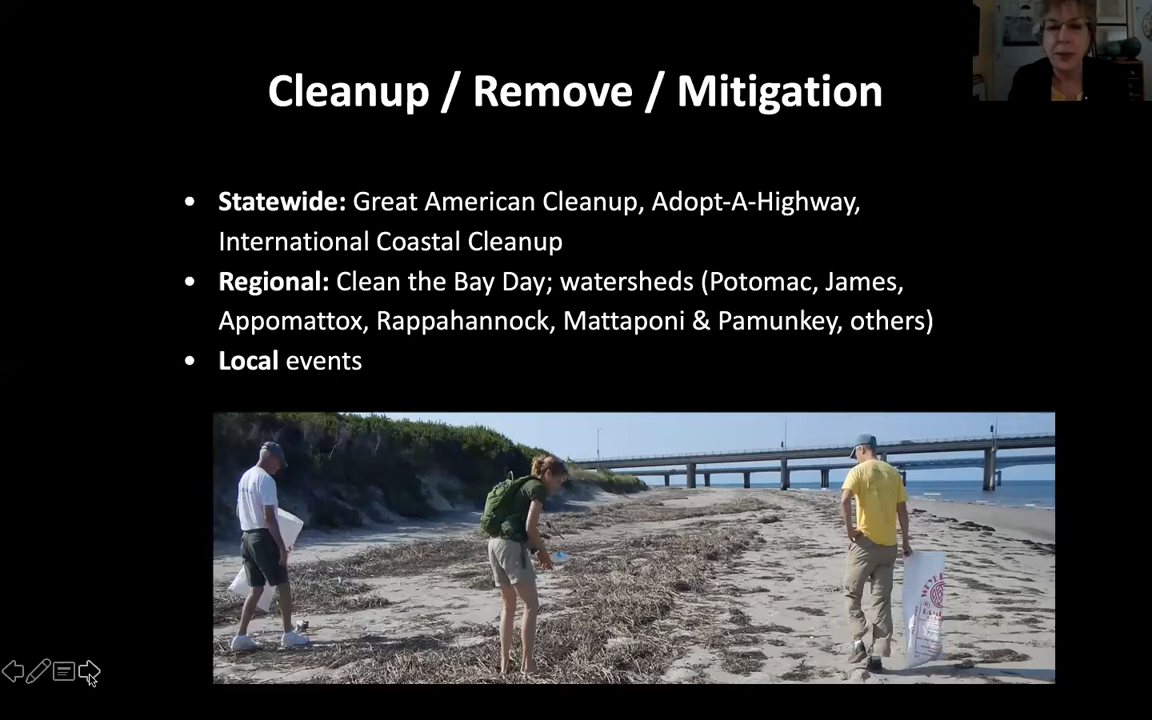 Cleanup / Remove / Mitigation
• Statewide: Great American Cleanup, Adopt-A-Highway,
International Coastal Cleanup
• Regional: Clean the Bay Day; watersheds (Potomac, James,
Appomattox, Rappahannock, Mattaponi & Pamunkey, others)
• Local events